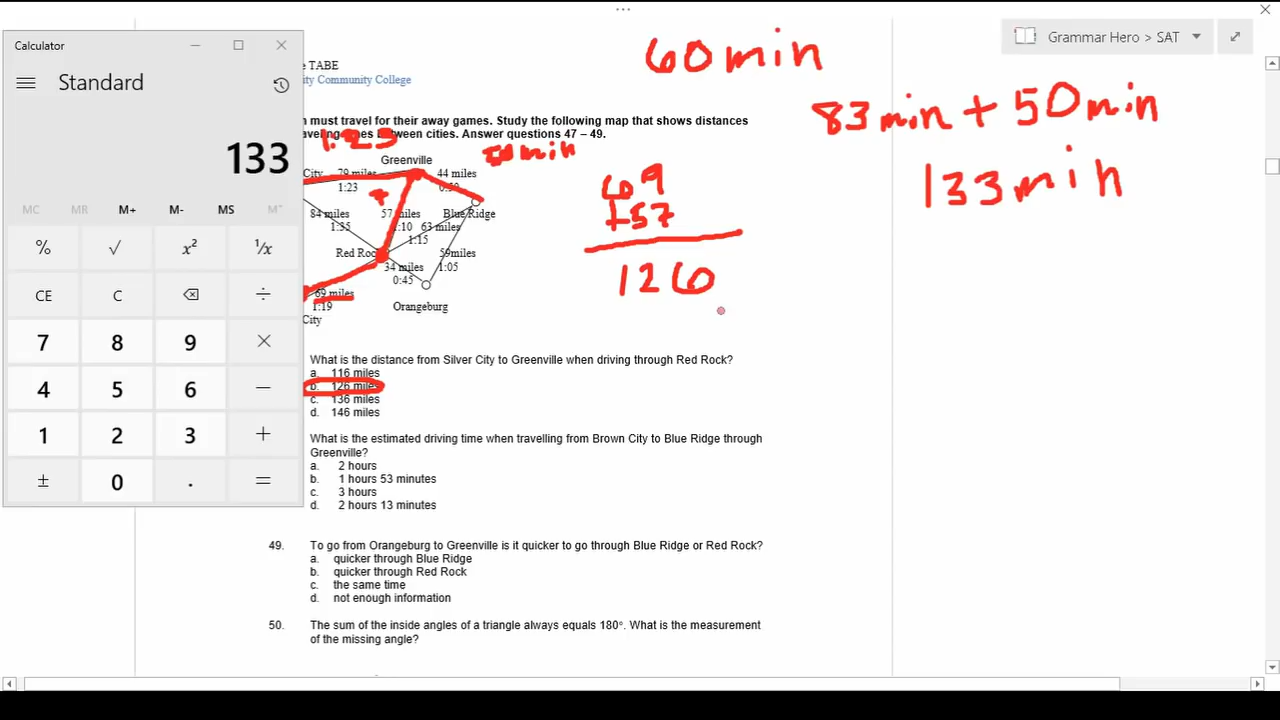 Calculator
Standard
133
MC MR M+ M- MS
% √ x² ¹/x
CE C ÷
7 8 9 ×
4 5 6 −
1 2 3 +
± 0 . =
Grammar Hero > SAT
TABE
ity Community College
must travel for their away games. Study the following map that shows distances
between cities. Answer questions 47 – 49.
60 min
83 min + 50 min
133 min
69
+57
126
1:23
Greenville
City 79 miles
1:23
44 miles
0:50
84 miles
1:35
57 miles
1:10
63 miles
1:15
Blue Ridge
Red Rock
34 miles
0:45
59 miles
1:05
69 miles
1:19
City
Orangeburg
What is the distance from Silver City to Greenville when driving through Red Rock?
a. 116 miles
b. 126 miles
c. 136 miles
d. 146 miles
What is the estimated driving time when travelling from Brown City to Blue Ridge through
Greenville?
a. 2 hours
b. 1 hours 53 minutes
c. 3 hours
d. 2 hours 13 minutes
49. To go from Orangeburg to Greenville is it quicker to go through Blue Ridge or Red Rock?
a. quicker through Blue Ridge
b. quicker through Red Rock
c. the same time
d. not enough information
50. The sum of the inside angles of a triangle always equals 180°. What is the measurement
of the missing angle?